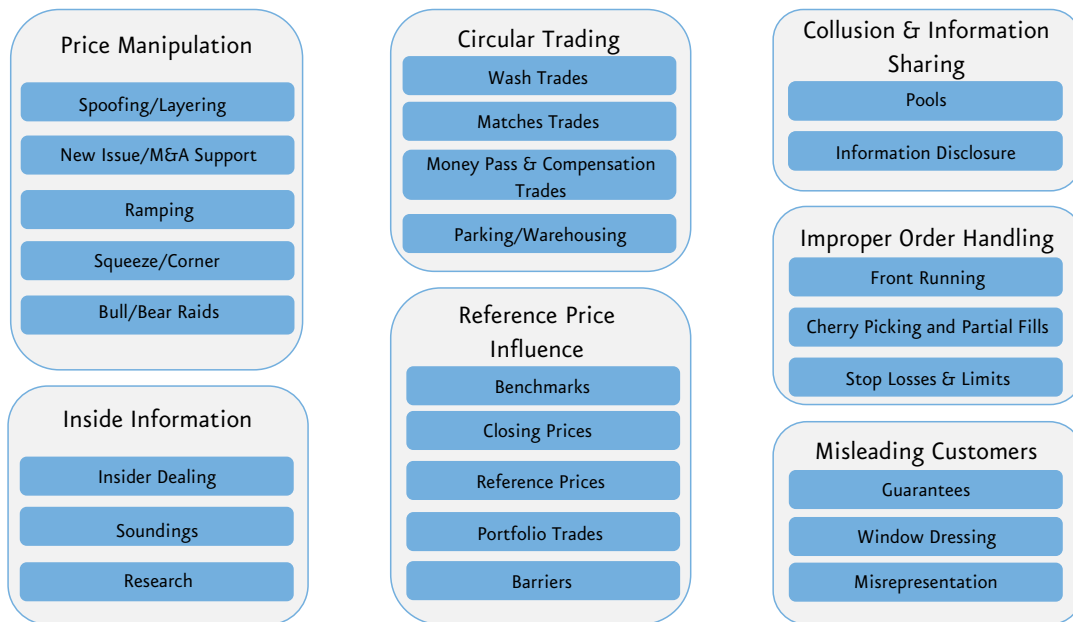 Price Manipulation
Spoofing/Layering
New Issue/M&A Support
Ramping
Squeeze/Corner
Bull/Bear Raids
Inside Information
Insider Dealing
Soundings
Research
Circular Trading
Wash Trades
Matches Trades
Money Pass & Compensation
Trades
Parking/Warehousing
Reference Price
Influence
Benchmarks
Closing Prices
Reference Prices
Portfolio Trades
Barriers
Collusion & Information
Sharing
Pools
Information Disclosure
Improper Order Handling
Front Running
Cherry Picking and Partial Fills
Stop Losses & Limits
Misleading Customers
Guarantees
Window Dressing
Misrepresentation